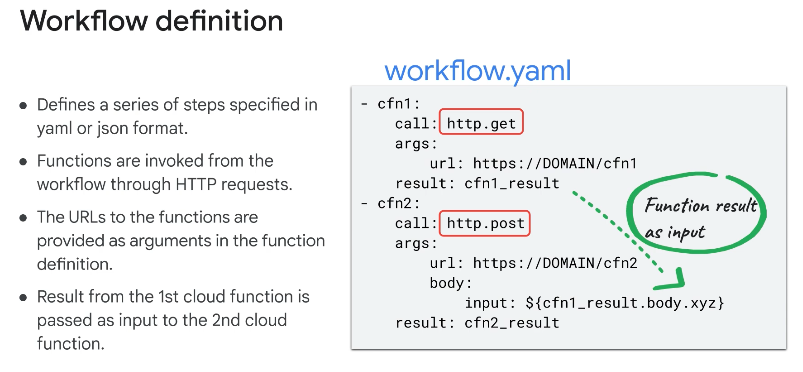 Workflow definition
workflow.yaml
● Defines a series of steps specified in
yaml or json format.
● Functions are invoked from the
workflow through HTTP requests.
● The URLs to the functions are
provided as arguments in the function
definition.
● Result from the 1st cloud function is
passed as input to the 2nd cloud
function.
- cfn1:
call: http.get
args:
url: https://DOMAIN/cfn1
result: cfn1_result
- cfn2:
call: http.post
args:
url: https://DOMAIN/cfn2
body:
input: ${cfn1_result.body.xyz}
result: cfn2_result
Function result
as input